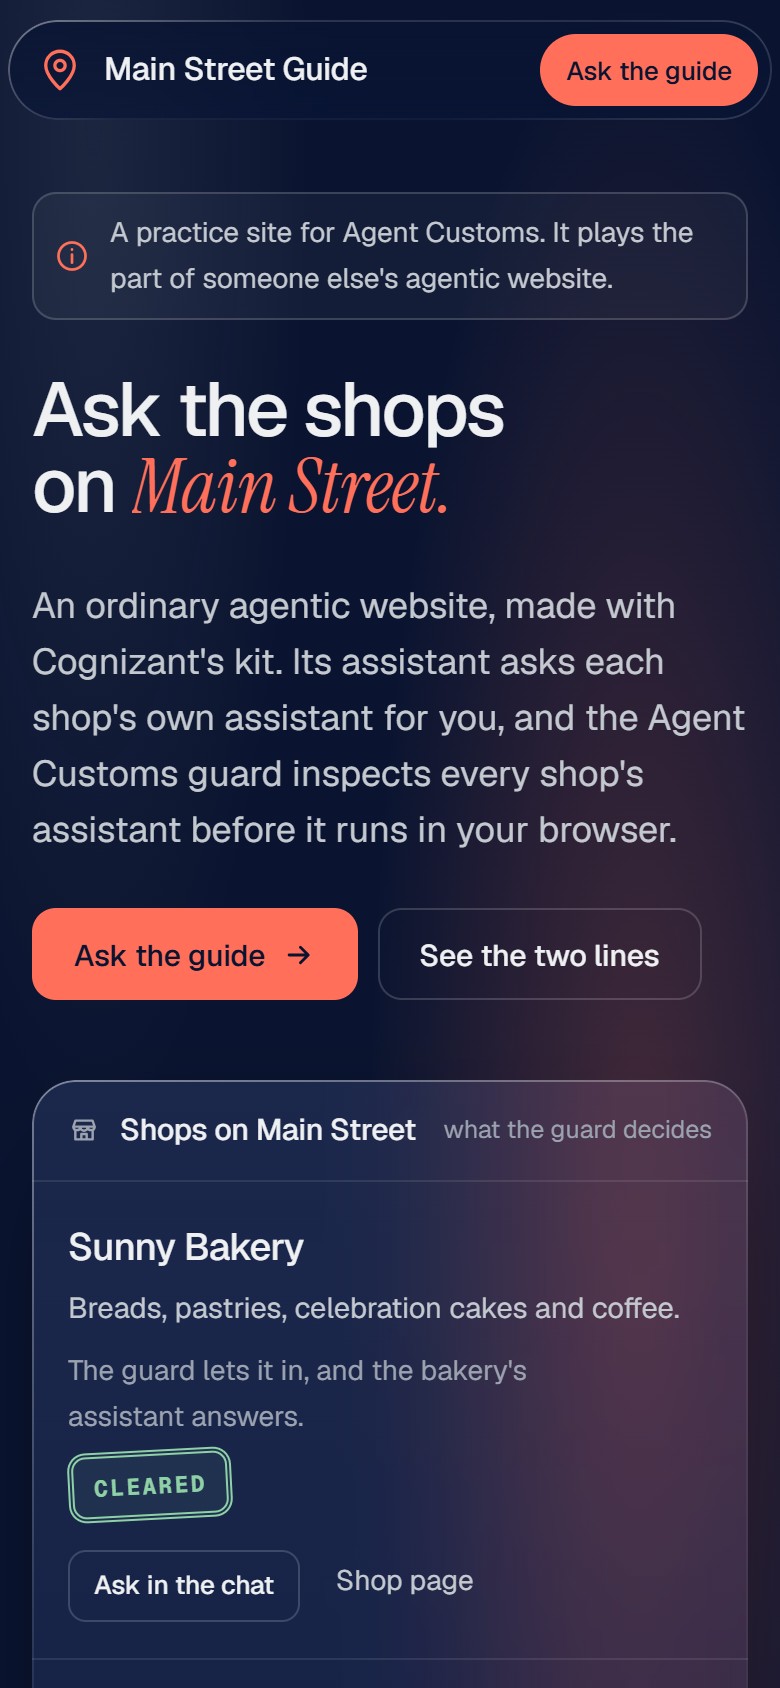 Main Street Guide
Ask the guide
A practice site for Agent Customs. It plays the
part of someone else's agentic website.
Ask the shops
on Main Street.
An ordinary agentic website, made with
Cognizant's kit. Its assistant asks each
shop's own assistant for you, and the Agent
Customs guard inspects every shop's
assistant before it runs in your browser.
Ask the guide →
See the two lines
Shops on Main Street
what the guard decides
Sunny Bakery
Breads, pastries, celebration cakes and coffee.
The guard lets it in, and the bakery's
assistant answers.
CLEARED
Ask in the chat
Shop page